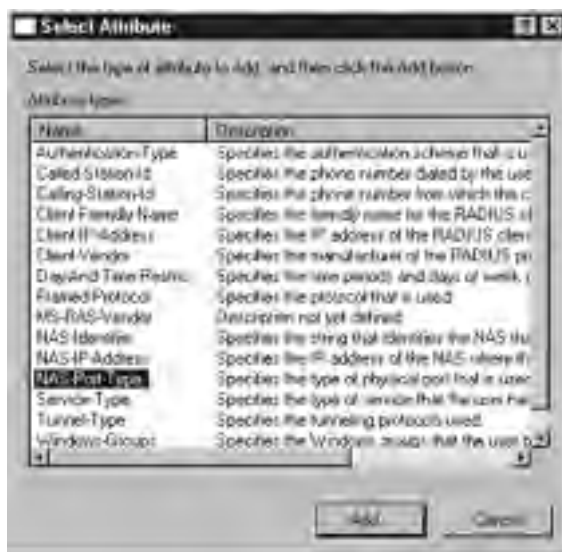 Select Attribute
Select the type of attribute to add, and then click the Add button.
Attribute types:
Name Description
Authentication-Type Specifies the authentication scheme that is u
Called-Station-Id Specifies the phone number dialed by the use
Calling-Station-Id Specifies the phone number from which the c
Client-Friendly-Name Specifies the friendly name for the RADIUS cl
Client-IP-Address Specifies the IP address of the RADIUS clien
Client-Vendor Specifies the manufacturer of the RADIUS pr
Day-And-Time-Restric Specifies the time periods and days of week
Framed-Protocol Specifies the protocol that is used
MS-RAS-Vendor Description not yet defined
NAS-Identifier Specifies the string that identifies the NAS tha
NAS-IP-Address Specifies the IP address of the NAS where th
NAS-Port-Type Specifies the type of physical port that is used
Service-Type Specifies the type of service that the user has
Tunnel-Type Specifies the tunneling protocols used
Windows-Groups Specifies the Windows groups that the user b
Add... Cancel